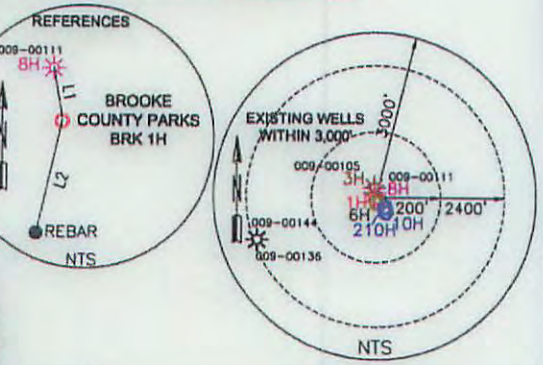 REFERENCES
009-00111
8H
L1
BROOKE
COUNTY PARKS
BRK 1H
L2
REBAR
NTS
EXISTING WELLS
WITHIN 3,000'
3000'
009-00105
3H
009-00111
8H
1H
6H
200'
2400'
210H
10H
009-00144
009-00136
NTS